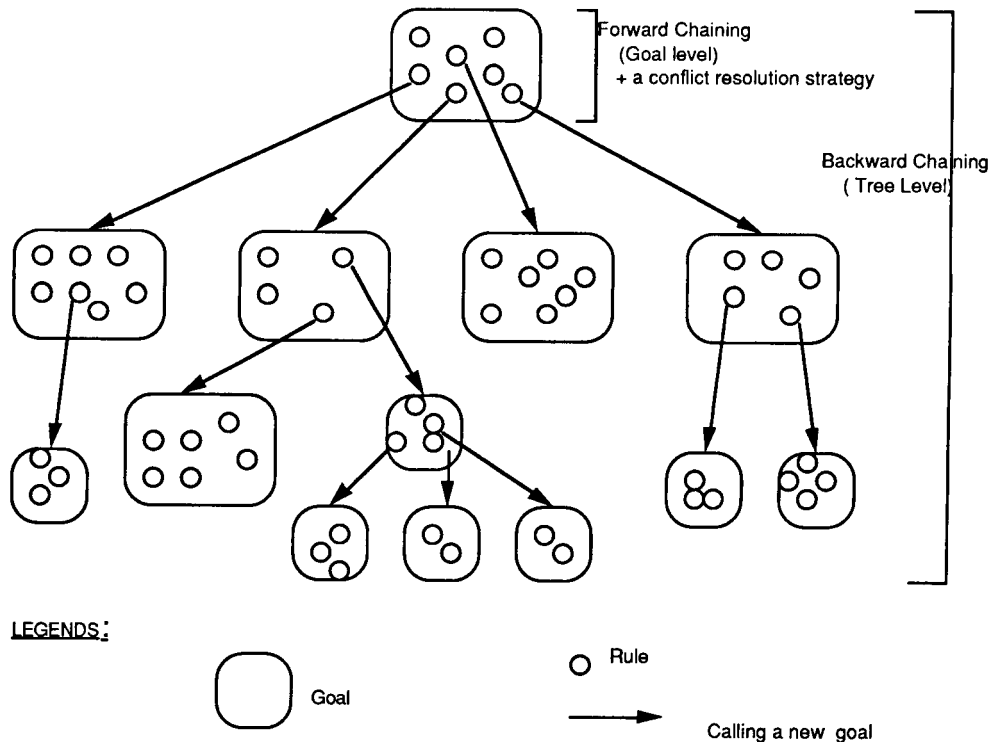 Forward Chaining
(Goal level)
+ a conflict resolution strategy
Backward Chaining
( Tree Level)
LEGENDS:
Rule
Goal
Calling a new goal